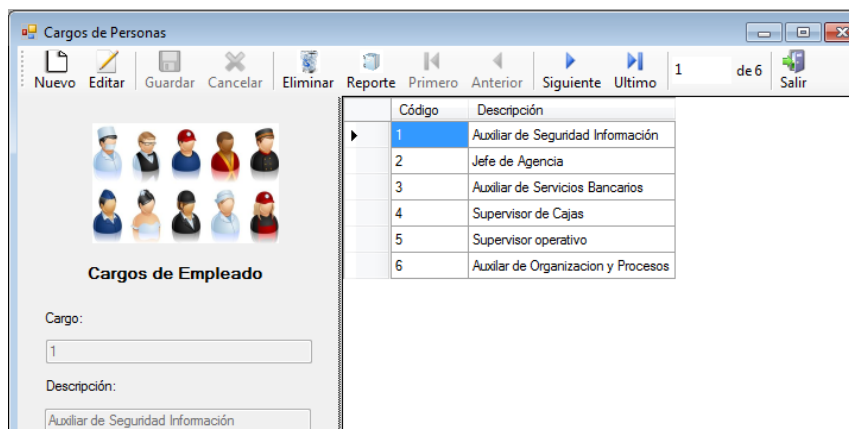 Cargos de Personas
Nuevo Editar Guardar Cancelar Eliminar Reporte Primero Anterior Siguiente Ultimo 1 de 6 Salir
Cargos de Empleado
Cargo:
1
Descripción:
Auxiliar de Seguridad Información
Código Descripción
1 Auxiliar de Seguridad Información
2 Jefe de Agencia
3 Auxiliar de Servicios Bancarios
4 Supervisor de Cajas
5 Supervisor operativo
6 Auxilar de Organizacion y Procesos